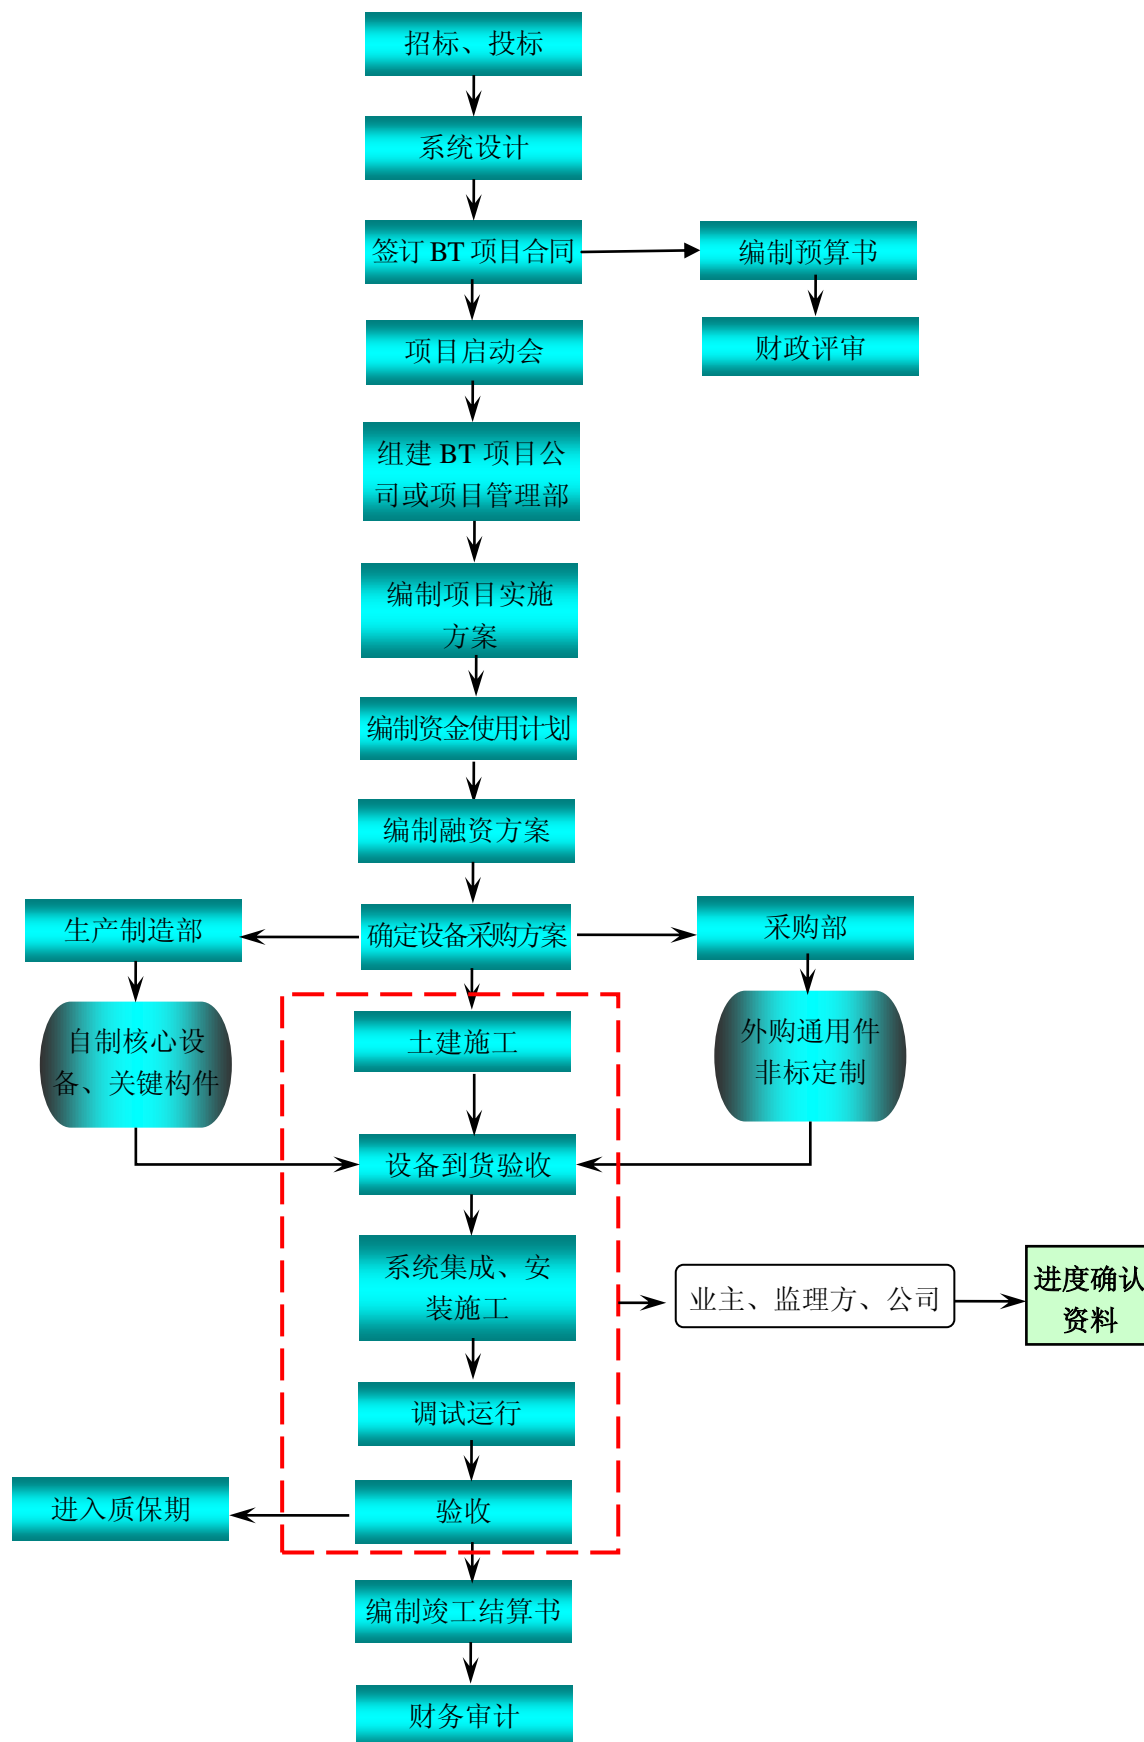 招标、投标
系统设计
签订 BT 项目合同
编制预算书
项目启动会
财政评审
组建 BT 项目公
司或项目管理部
编制项目实施
方案
编制资金使用计划
编制融资方案
生产制造部
确定设备采购方案
采购部
自制核心设
备、关键构件
土建施工
外购通用件
非标定制
设备到货验收
系统集成、安
装施工
业主、监理方、公司
进度确认
资料
调试运行
进入质保期
验收
编制竣工结算书
财务审计